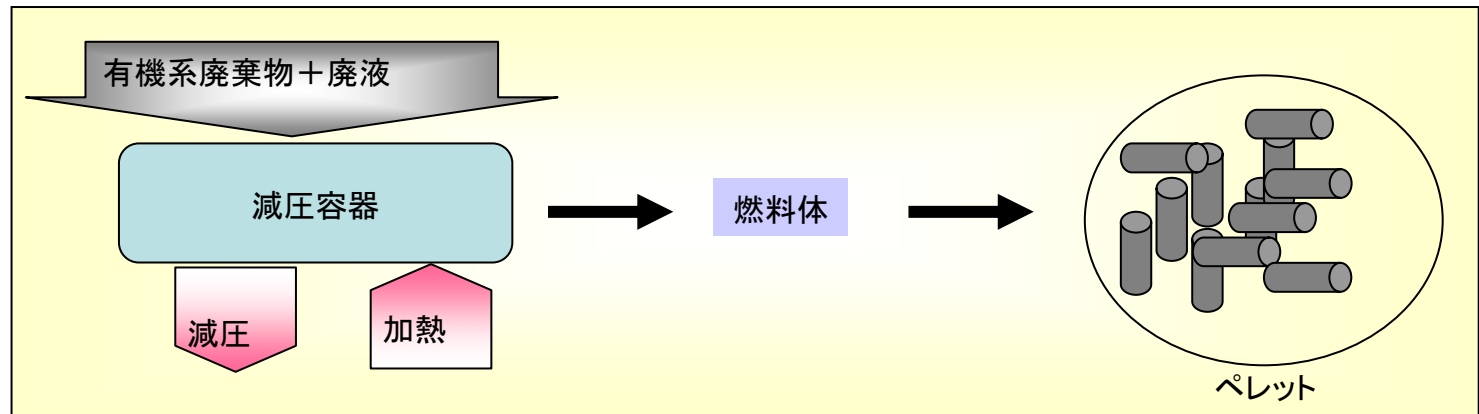 有機系廃棄物＋廃液
減圧容器
燃料体
減圧
加熱
ペレット